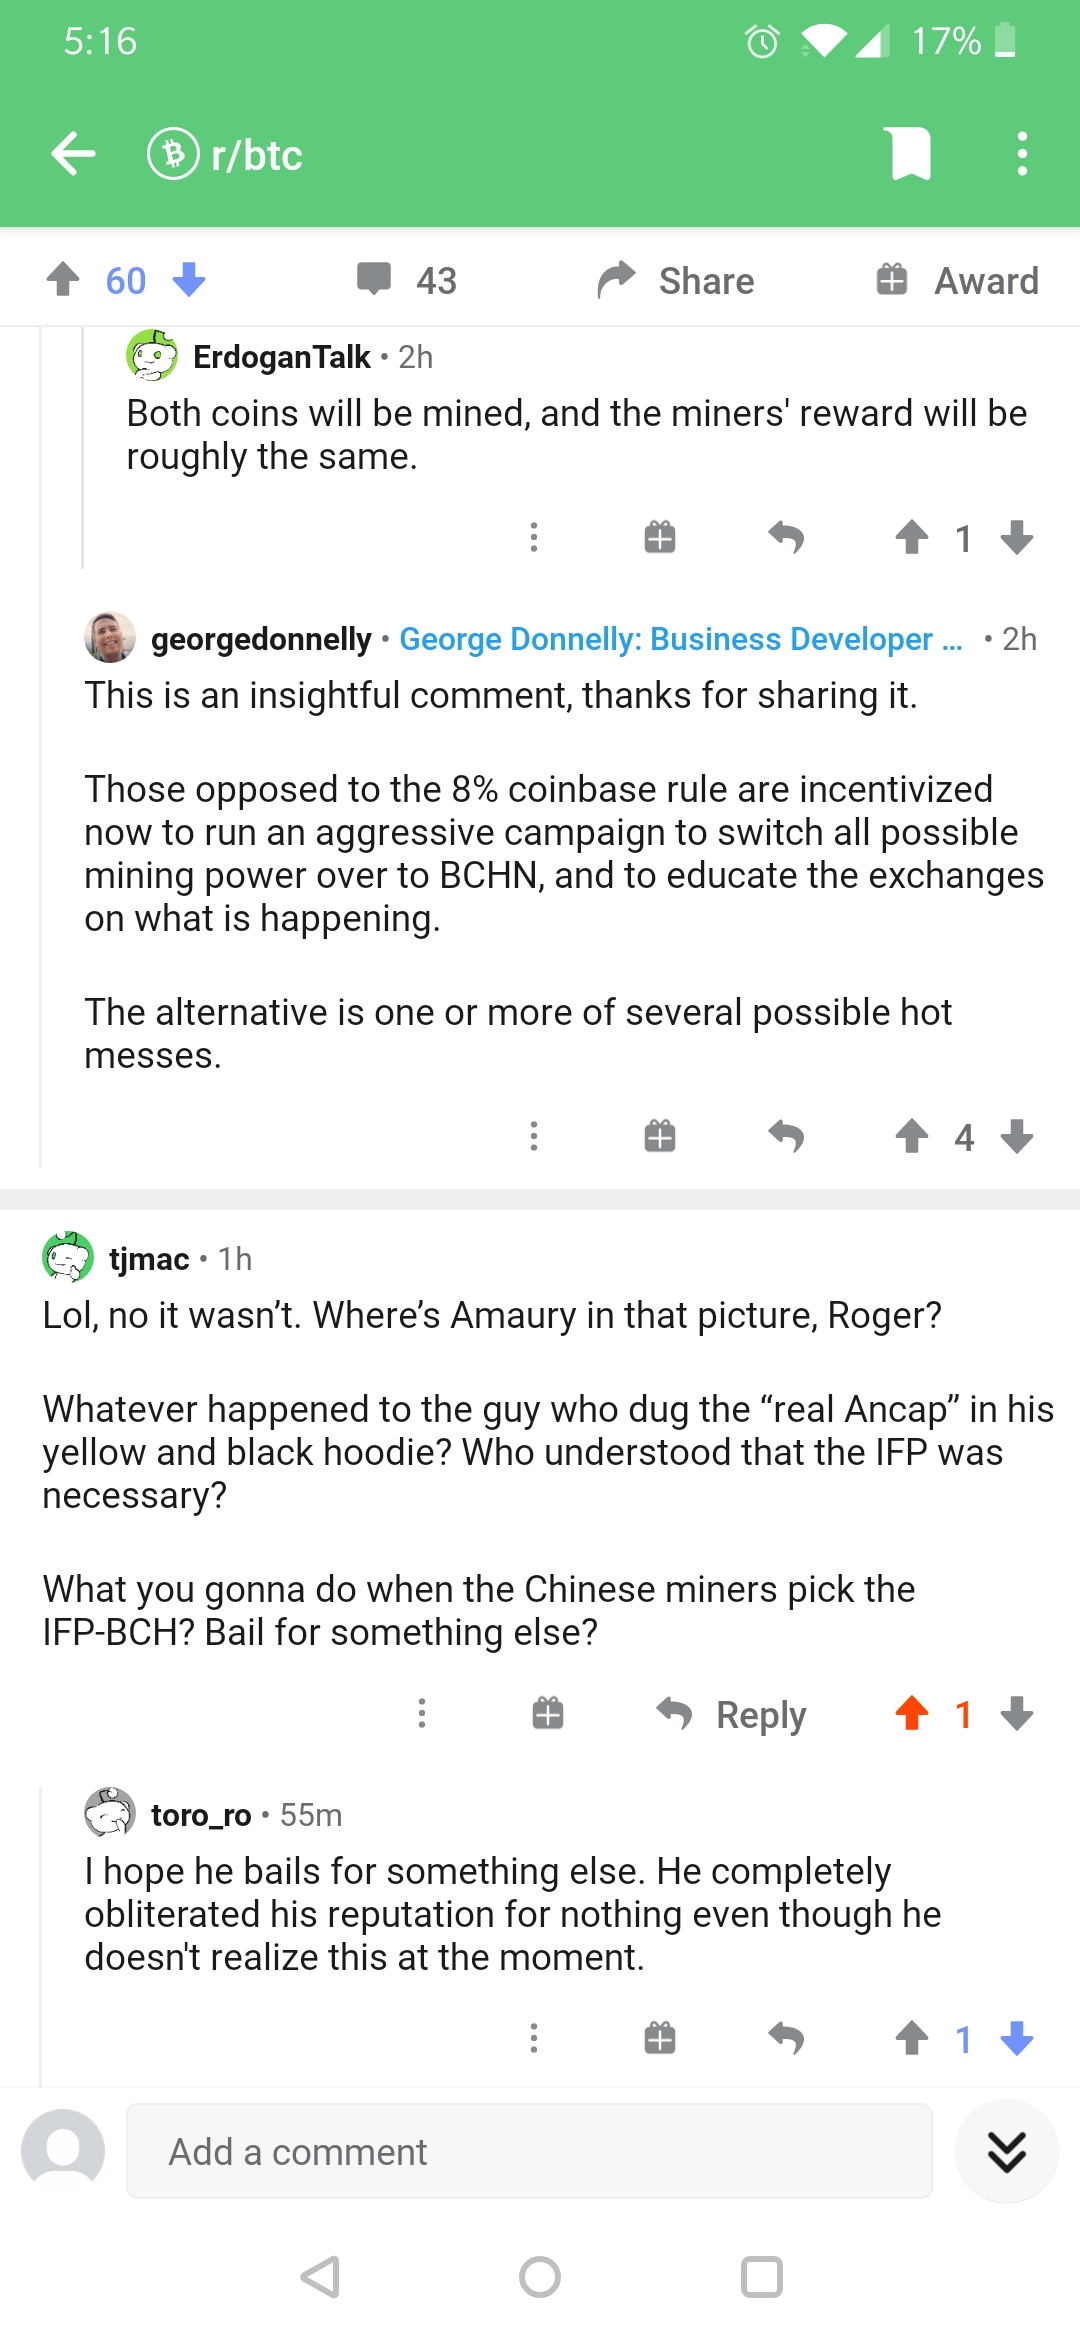 5:16
17%
r/btc
60
43
Share
Award
ErdoganTalk • 2h
Both coins will be mined, and the miners' reward will be
roughly the same.
1
georgedonnelly • George Donnelly: Business Developer ... • 2h
This is an insightful comment, thanks for sharing it.
Those opposed to the 8% coinbase rule are incentivized
now to run an aggressive campaign to switch all possible
mining power over to BCHN, and to educate the exchanges
on what is happening.
The alternative is one or more of several possible hot
messes.
4
tjmac • 1h
Lol, no it wasn’t. Where’s Amaury in that picture, Roger?
Whatever happened to the guy who dug the “real Ancap” in his
yellow and black hoodie? Who understood that the IFP was
necessary?
What you gonna do when the Chinese miners pick the
IFP-BCH? Bail for something else?
Reply
1
toro_ro • 55m
I hope he bails for something else. He completely
obliterated his reputation for nothing even though he
doesn't realize this at the moment.
1
Add a comment